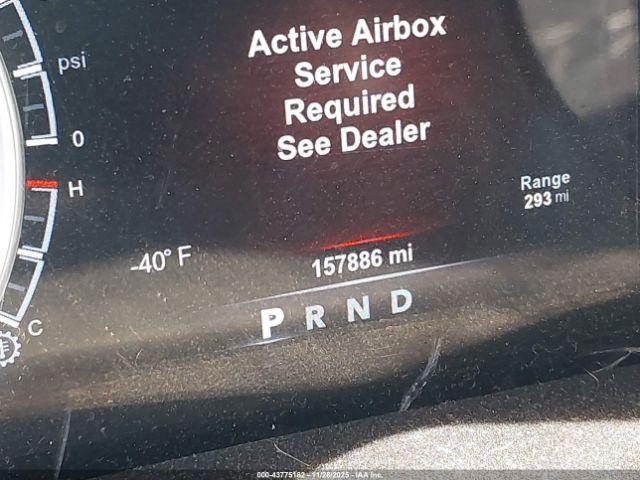 Active Airbox
Service
Required
See Dealer
psi
0
H
Range
293 mi
-40° F
157886 mi
P R N D
C
000-43775182 - 11/28/2025 - IAA Inc.